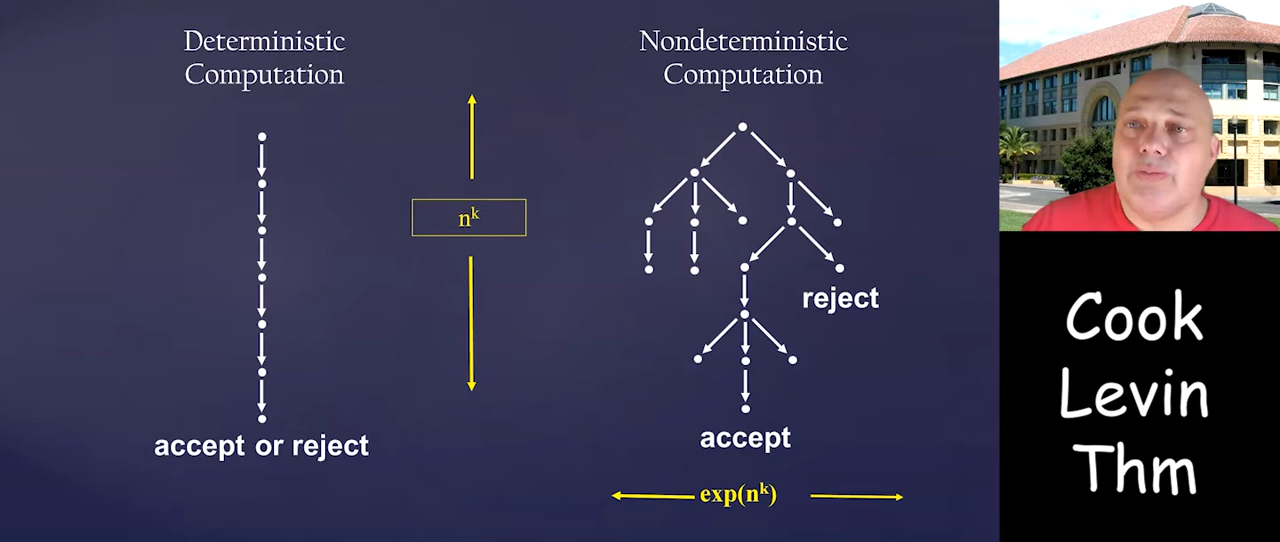 Deterministic
Computation
Nondeterministic
Computation
n^k
reject
accept or reject
accept
exp(n^k)
Cook
Levin
Thm